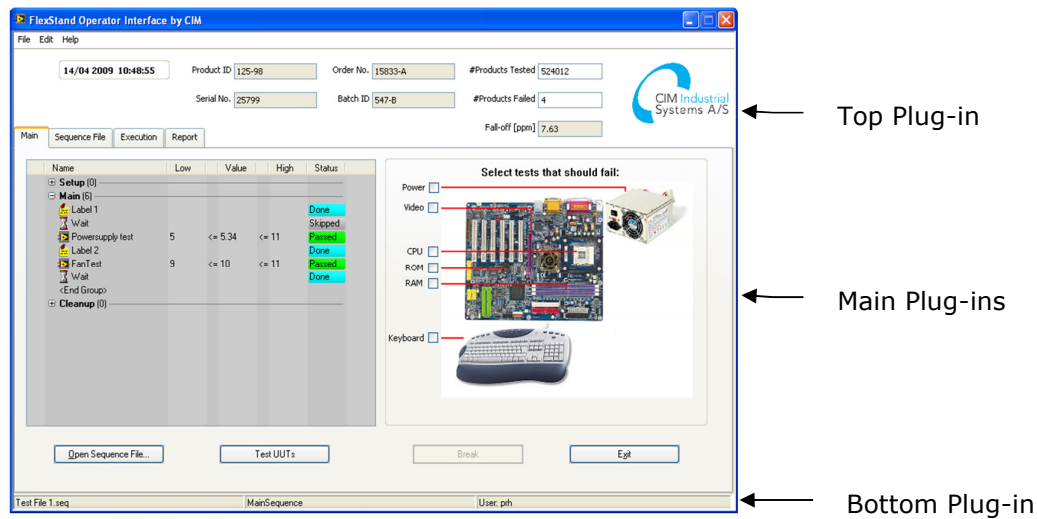 FlexStand Operator Interface by CIM
File Edit Help
14/04 2009 10:48:55
Product ID 125-98
Order No. 15833-A
#Products Tested 524012
Serial No. 25799
Batch ID 547-B
#Products Failed 4
Fall-off [ppm] 7.63
CIM Industrial
Systems A/S
Top Plug-in
Main Sequence File Execution Report
Name Low Value High Status
Setup (0)
Main (6)
Label 1 Done
Wait Skipped
Powersupply test 5 <= 5.34 <= 11 Passed
Label 2 Done
FanTest 9 <= 10 <= 11 Passed
Wait Done
<End Group>
Cleanup (0)
Select tests that should fail:
Power
Video
CPU
ROM
RAM
Keyboard
Main Plug-ins
Open Sequence File...
Test UUTs
Break
Exit
Test File 1.seq
MainSequence
User: prh
Bottom Plug-in